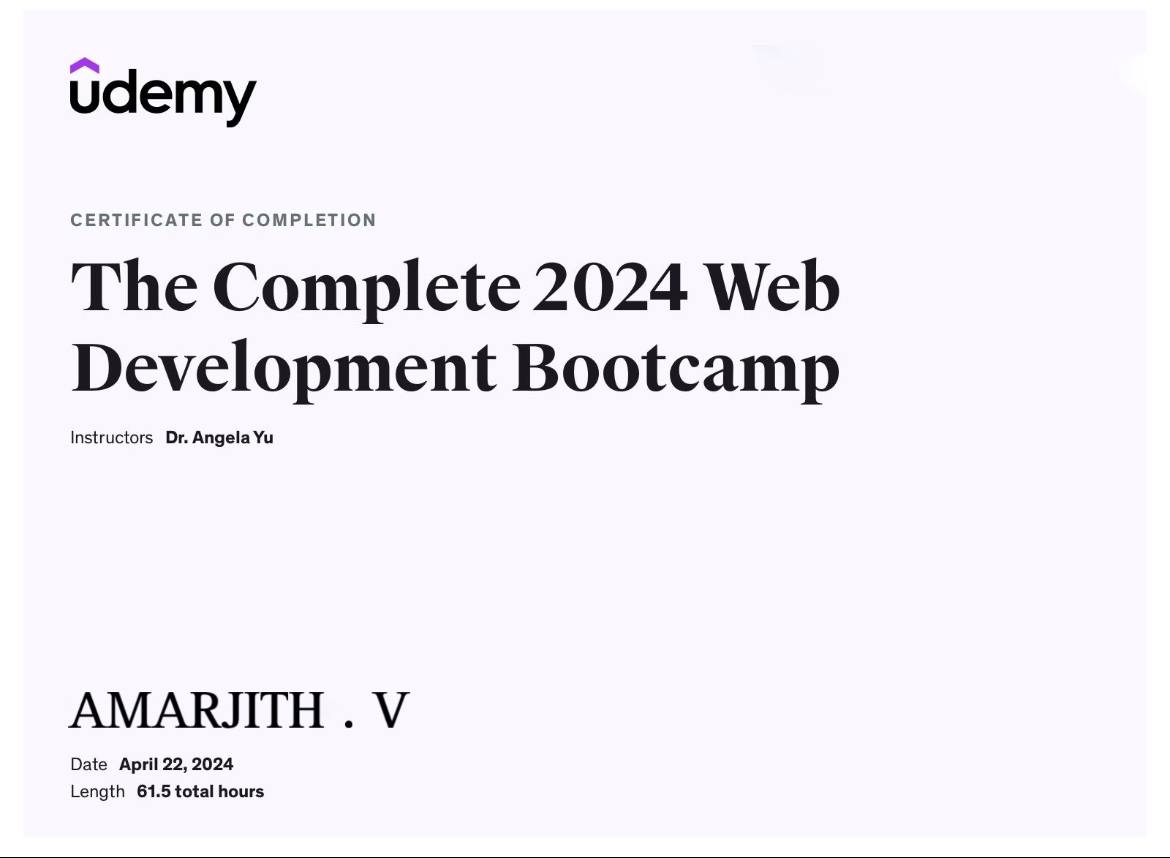 udemy
CERTIFICATE OF COMPLETION
The Complete 2024 Web
Development Bootcamp
Instructors Dr. Angela Yu
AMARJITH . V
Date April 22, 2024
Length 61.5 total hours